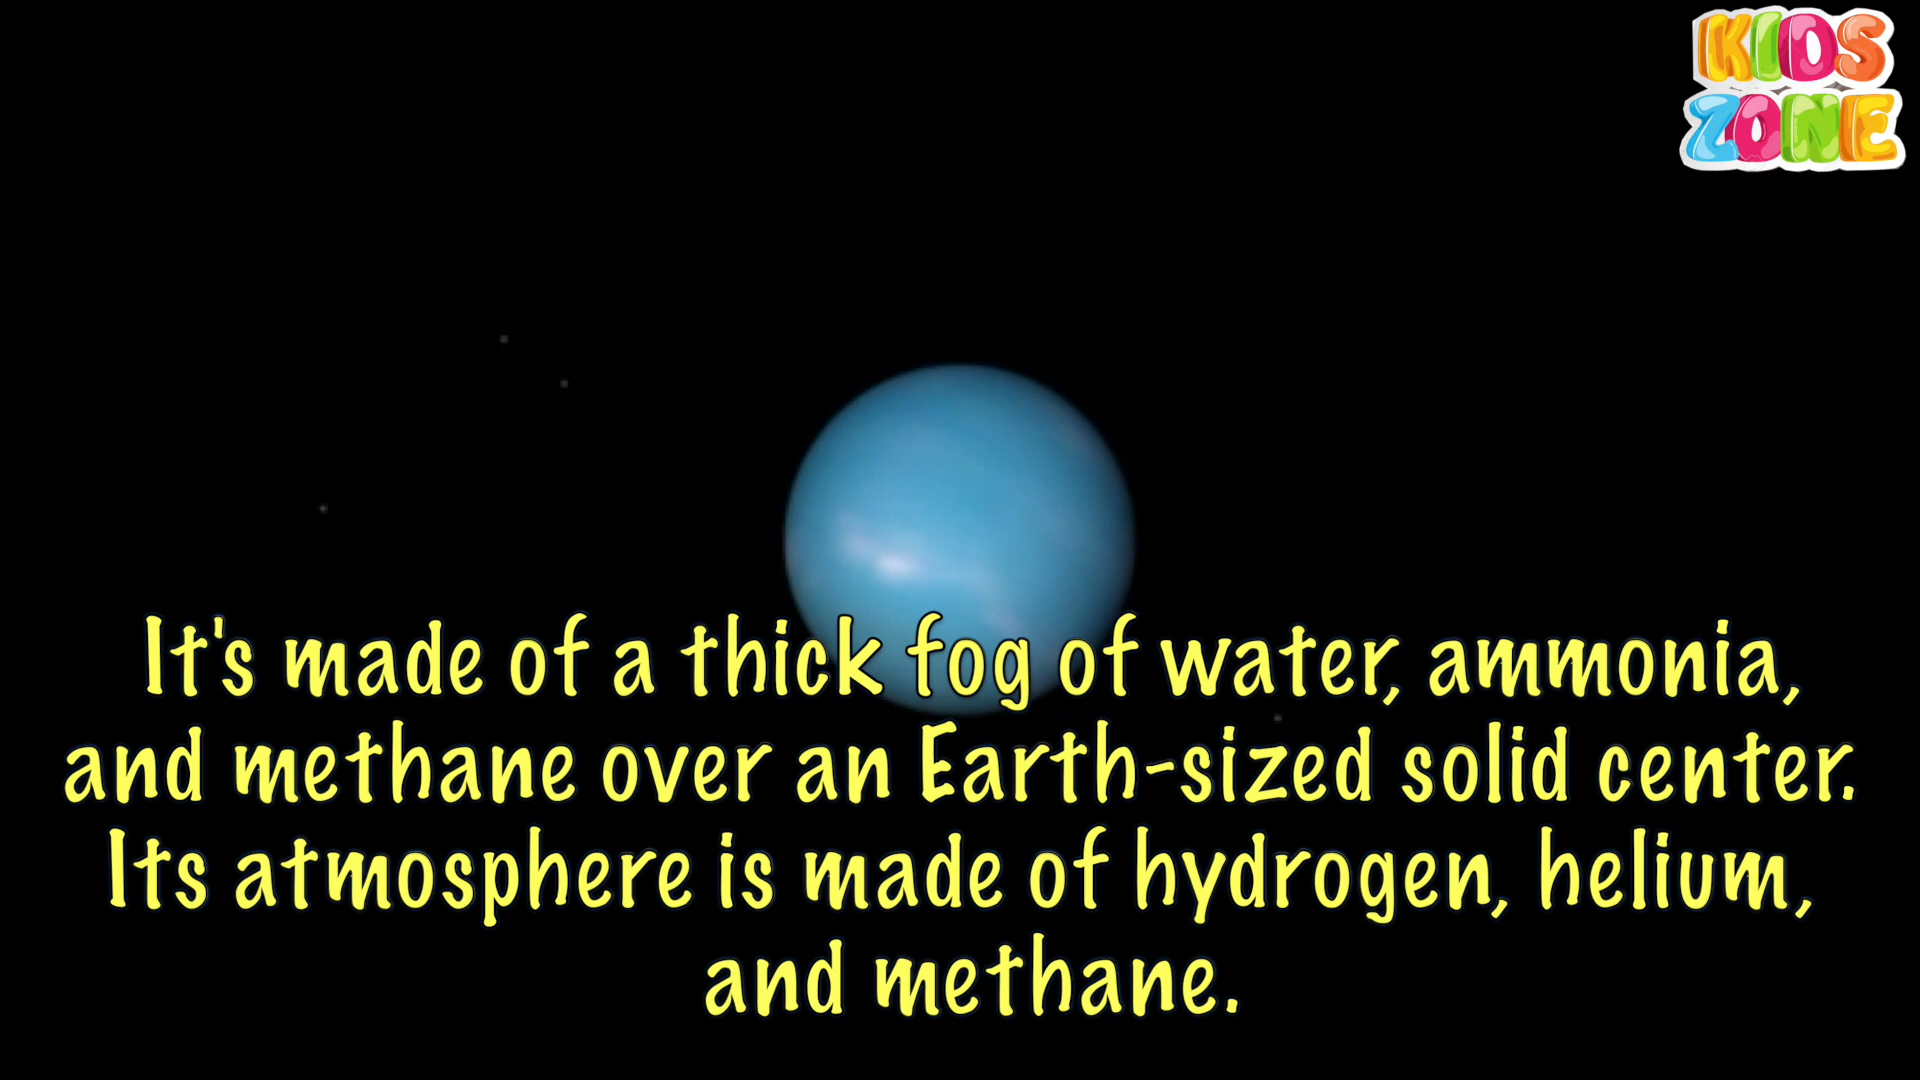 KIDS
ZONE
It's made of a thick fog of water, ammonia,
and methane over an Earth-sized solid center.
Its atmosphere is made of hydrogen, helium,
and methane.